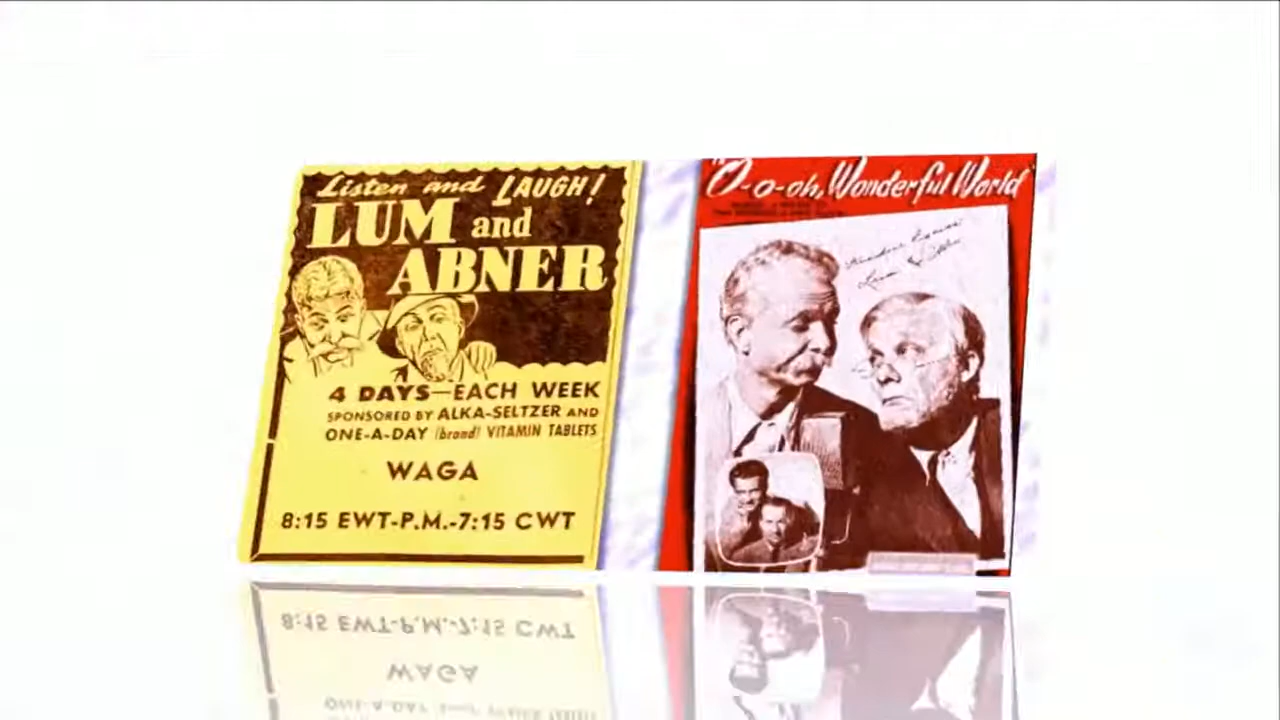 Listen and LAUGH!
LUM and
ABNER
4 DAYS—EACH WEEK
SPONSORED BY ALKA-SELTZER AND
ONE-A-DAY (brand) VITAMIN TABLETS
WAGA
8:15 EWT-P.M.-7:15 CWT
"O-o-oh, Wonderful World